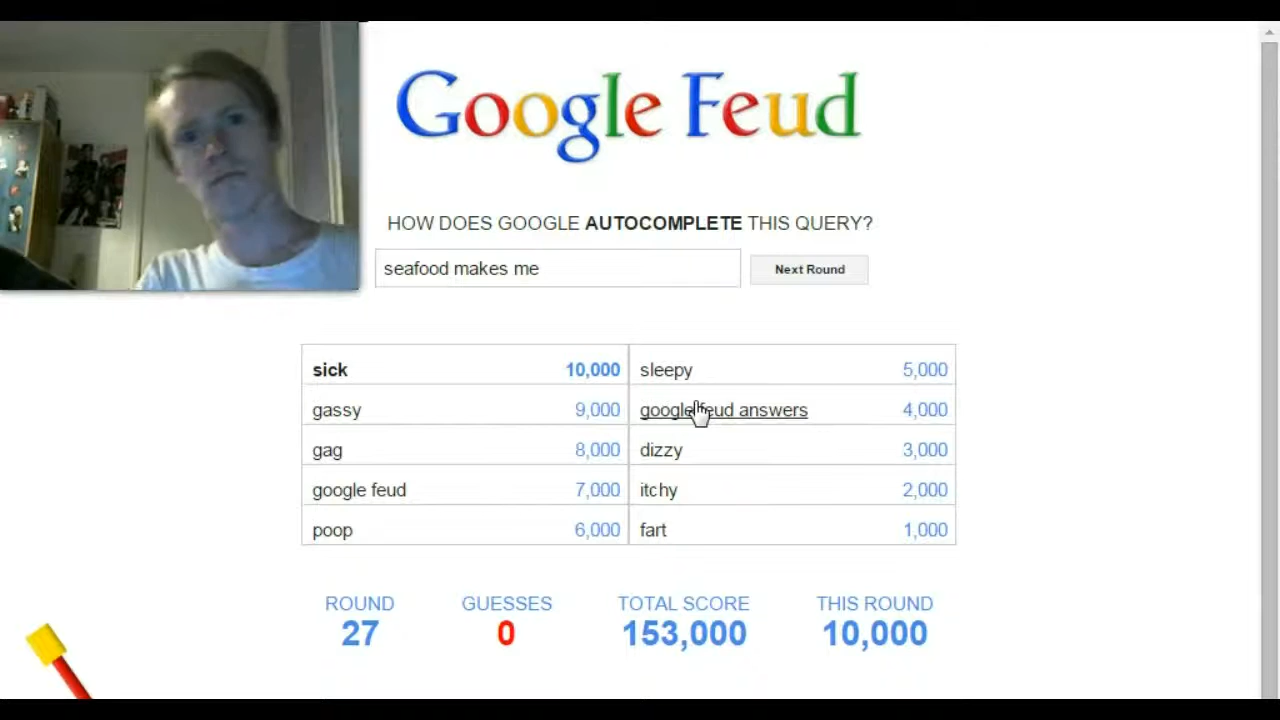 Google Feud
HOW DOES GOOGLE AUTOCOMPLETE THIS QUERY?
seafood makes me
Next Round
sick 10,000
gassy 9,000
gag 8,000
google feud 7,000
poop 6,000
sleepy 5,000
google feud answers 4,000
dizzy 3,000
itchy 2,000
fart 1,000
ROUND GUESSES TOTAL SCORE THIS ROUND
27 0 153,000 10,000